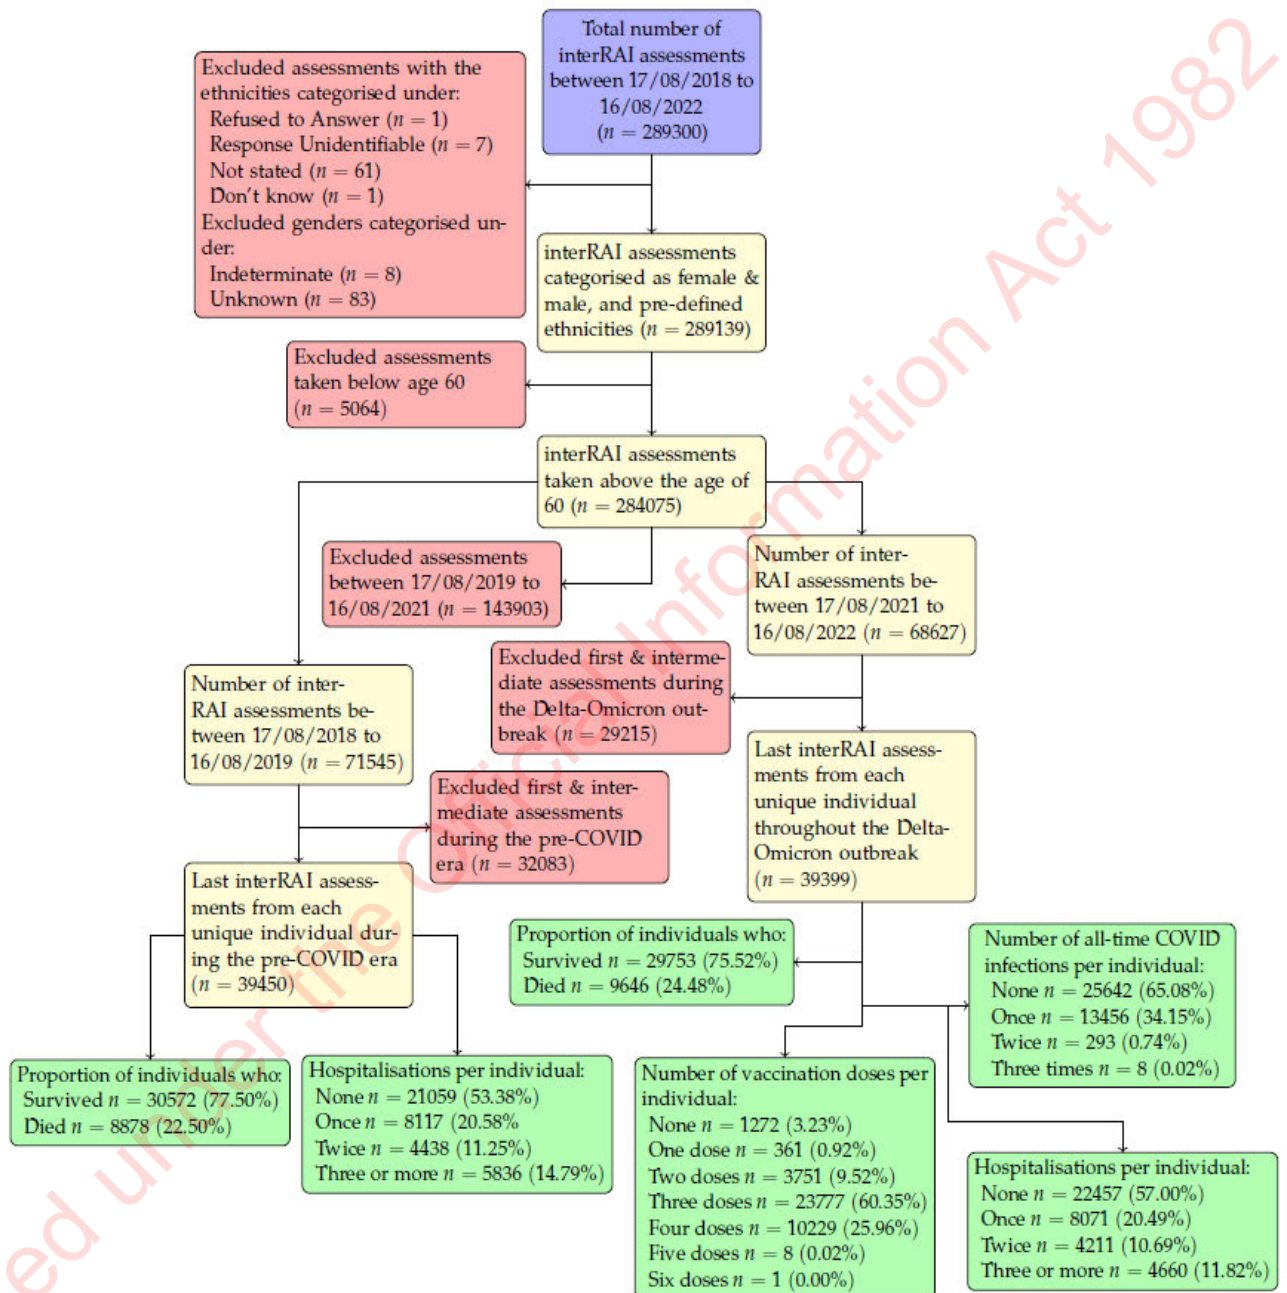 Total number of
interRAI assessments
between 17/08/2018 to
16/08/2022
(n = 289300)
Excluded assessments with the
ethnicities categorised under:
Refused to Answer (n = 1)
Response Unidentifiable (n = 7)
Not stated (n = 61)
Don't know (n = 1)
Excluded genders categorised un-
der:
Indeterminate (n = 8)
Unknown (n = 83)
interRAI assessments
categorised as female &
male, and pre-defined
ethnicities (n = 289139)
Excluded assessments
taken below age 60
(n = 5064)
interRAI assessments
taken above the age of
60 (n = 284075)
Excluded assessments
between 17/08/2019 to
16/08/2021 (n = 143903)
Number of inter-
RAI assessments be-
tween 17/08/2021 to
16/08/2022 (n = 68627)
Excluded first & interme-
diate assessments during
the Delta-Omicron out-
break (n = 29215)
Number of inter-
RAI assessments be-
tween 17/08/2018 to
16/08/2019 (n = 71545)
Last interRAI assess-
ments from each
unique individual
throughout the Delta-
Omicron outbreak
(n = 39399)
Excluded first & inter-
mediate assessments
during the pre-COVID
era (n = 32083)
Last interRAI assess-
ments from each
unique individual dur-
ing the pre-COVID era
(n = 39450)
Proportion of individuals who:
Survived n = 29753 (75.52%)
Died n = 9646 (24.48%)
Number of all-time COVID
infections per individual:
None n = 25642 (65.08%)
Once n = 13456 (34.15%)
Twice n = 293 (0.74%)
Three times n = 8 (0.02%)
Proportion of individuals who:
Survived n = 30572 (77.50%)
Died n = 8878 (22.50%)
Hospitalisations per individual:
None n = 21059 (53.38%)
Once n = 8117 (20.58%
Twice n = 4438 (11.25%)
Three or more n = 5836 (14.79%)
Number of vaccination doses per
individual:
None n = 1272 (3.23%)
One dose n = 361 (0.92%)
Two doses n = 3751 (9.52%)
Three doses n = 23777 (60.35%)
Four doses n = 10229 (25.96%)
Five doses n = 8 (0.02%)
Six doses n = 1 (0.00%)
Hospitalisations per individual:
None n = 22457 (57.00%)
Once n = 8071 (20.49%)
Twice n = 4211 (10.69%)
Three or more n = 4660 (11.82%)
ed under the Official Information Act 1982